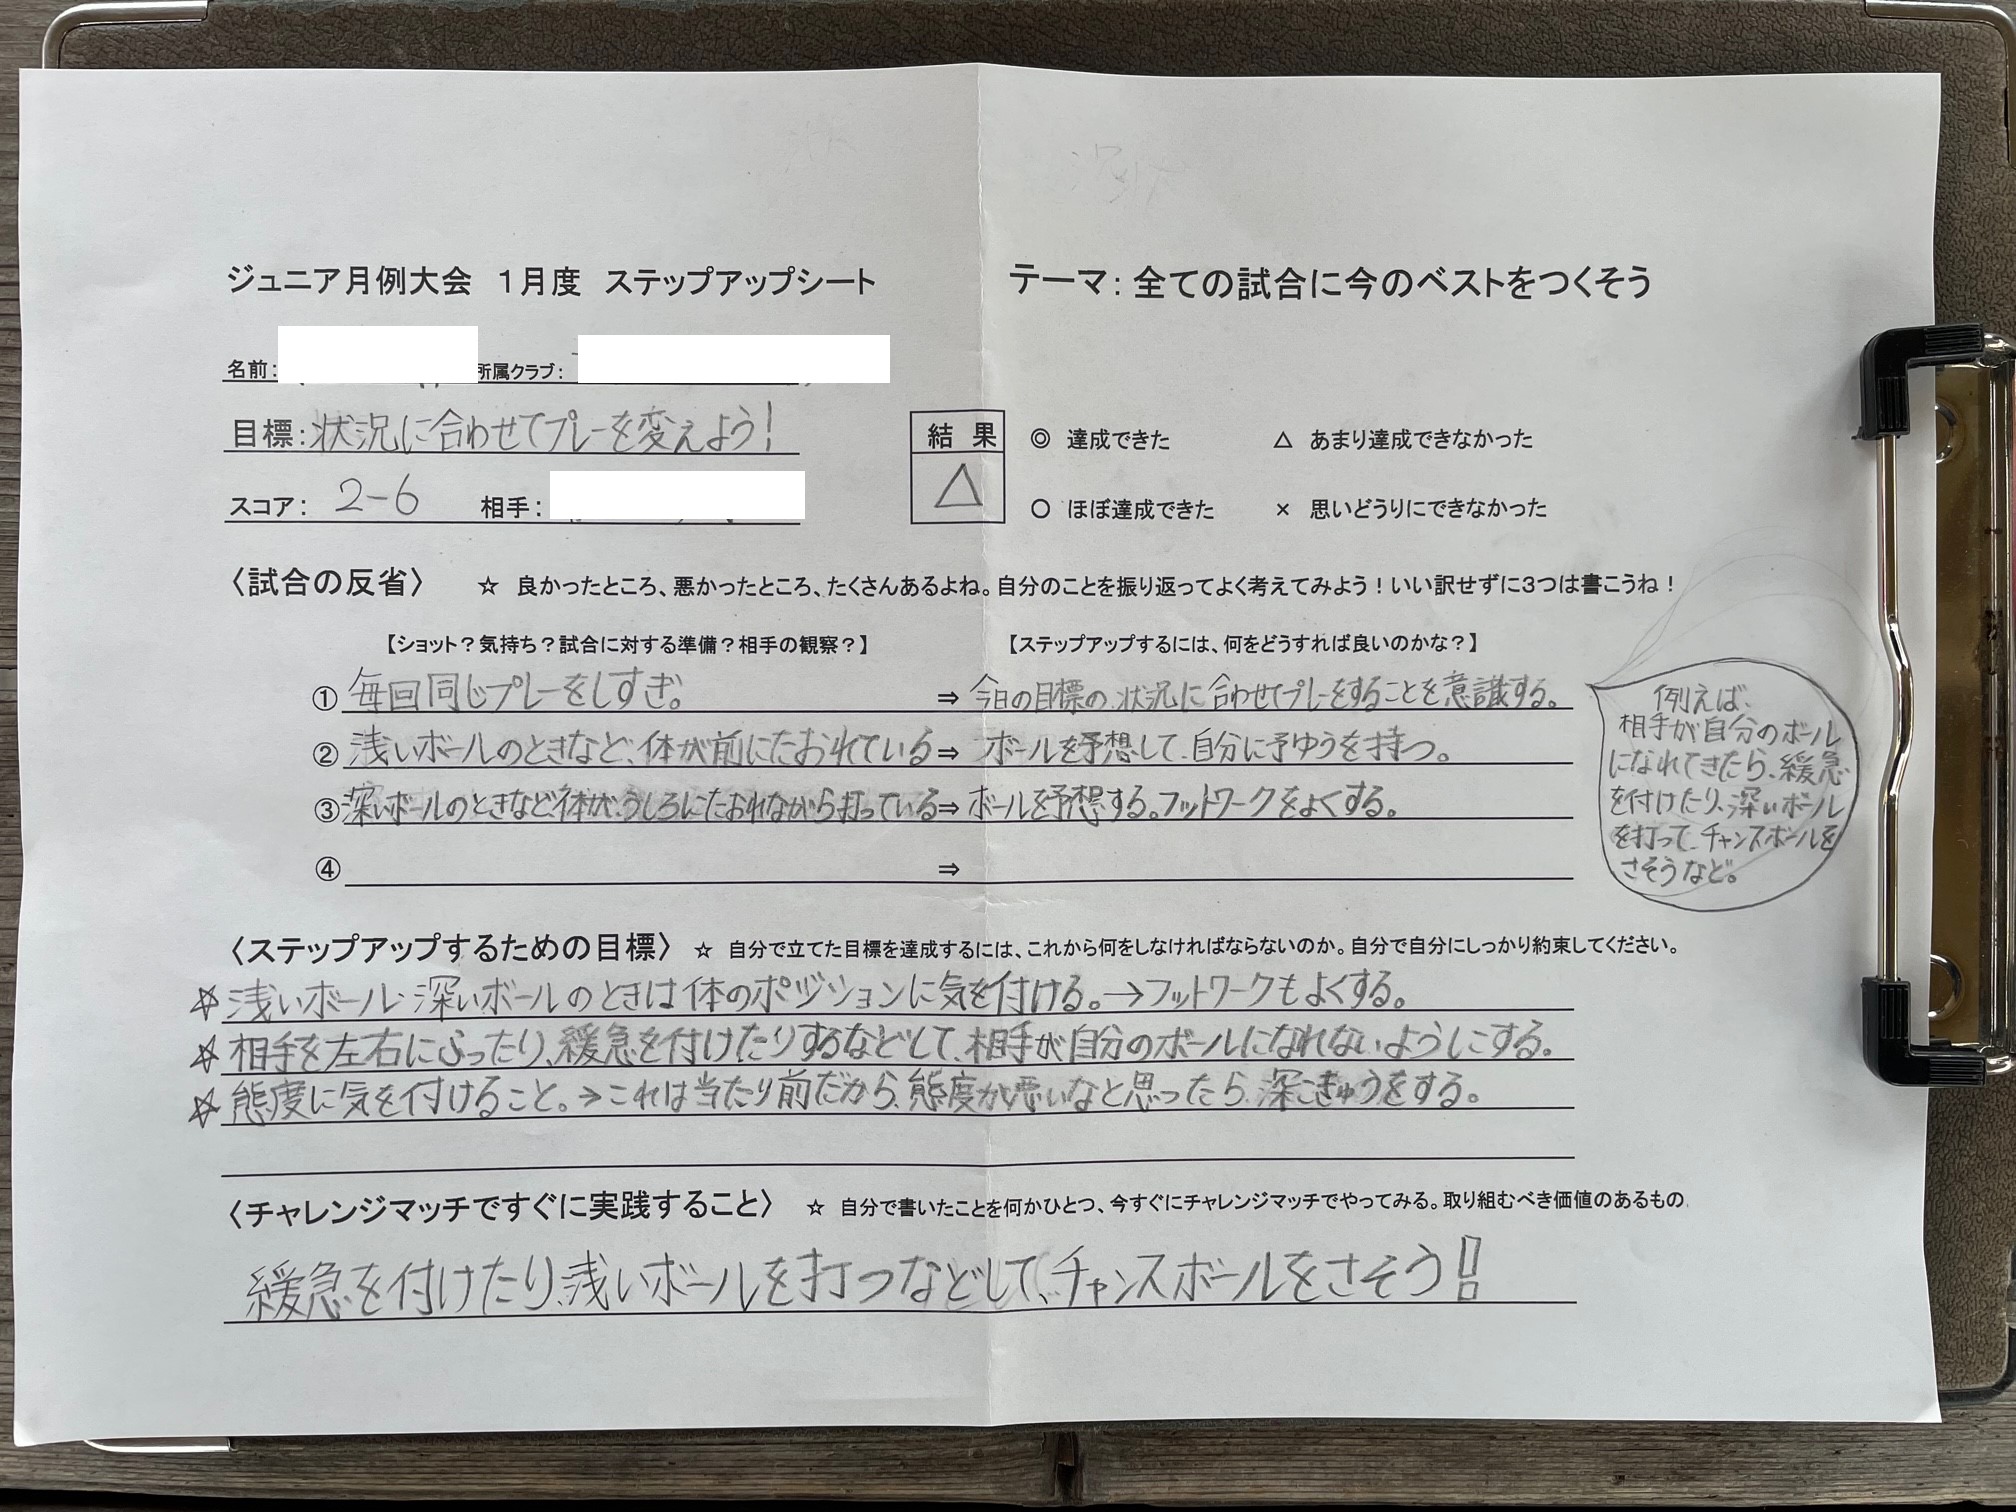 ジュニア月例大会　1月度　ステップアップシート
テーマ：全ての試合に今のベストをつくそう
名前：
所属クラブ：
目標：状況に合わせてプレーを変えよう！
スコア：2-6　相手：
結果
△
◎ 達成できた　△ あまり達成できなかった
○ ほぼ達成できた　× 思いどうりにできなかった
〈試合の反省〉　☆ 良かったところ、悪かったところ、たくさんあるよね。自分のことを振り返ってよく考えてみよう！いい訳せずに3つは書こうね！
【ショット？気持ち？試合に対する準備？相手の観察？】　【ステップアップするには、何をどうすれば良いのかな？】
① 毎回同じプレーをしすぎ。⇒ 今日の目標の、状況に合わせてプレーをすることを意識する。
② 浅いボールのときなど、体が前にたおれている⇒ ボールを予想して、自分に予ゆうを持つ。
③ 深いボールのときなど、体が、うしろにたおれながら打っている⇒ ボールを予想する。フットワークをよくする。
④ ⇒
例えば、
相手が自分のボール
になれてきたら、緩急
を付けたり、深いボール
を打って、チャンスボールを
さそうなど。
〈ステップアップするための目標〉　☆ 自分で立てた目標を達成するには、これから何をしなければならないのか。自分で自分にしっかり約束してください。
☆浅いボール・深いボールのときは体のポジションに気を付ける。→フットワークもよくする。
☆相手を左右にふったり、緩急を付けたりするなどして、相手が自分のボールになれないようにする。
☆態度に気を付けること。→これは当たり前だから、態度が悪いなと思ったら、深こきゅうをする。
〈チャレンジマッチですぐに実践すること〉　☆ 自分で書いたことを何かひとつ、今すぐにチャレンジマッチでやってみる。取り組むべき価値のあるもの
緩急を付けたり、浅いボールを打つなどして、チャンスボールをさそう！